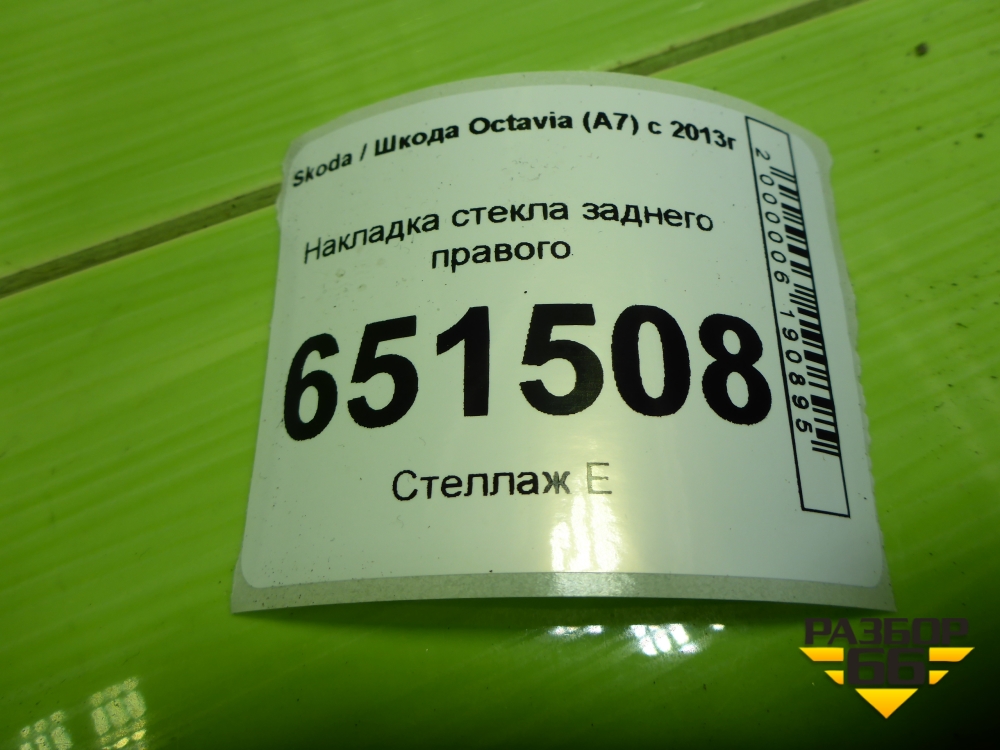 Skoda / Шкода Octavia (A7) с 2013г
Накладка стекла заднего
правого
651508
Стеллаж Е
2000006190895
РАЗБОР
66